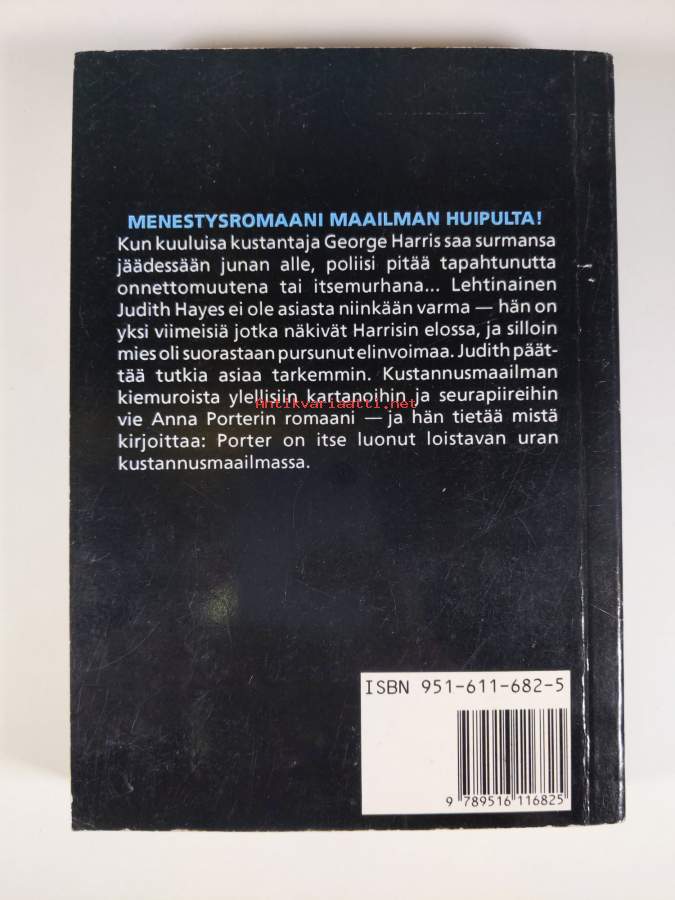 MENESTYSROMAANI MAAILMAN HUIPULTA!
Kun kuuluisa kustantaja George Harris saa surmansa
jäädessään junan alle, poliisi pitää tapahtunutta
onnettomuutena tai itsemurhana... Lehtinainen
Judith Hayes ei ole asiasta niinkään varma — hän on
yksi viimeisiä jotka näkivät Harrisin elossa, ja silloin
mies oli suorastaan pursunut elinvoimaa. Judith päät-
tää tutkia asiaa tarkemmin. Kustannusmaailman
kiemuroista ylellisiin kartanoihin ja seurapiireihin
Antikvariaatti.net
vie Anna Porterin romaani — ja hän tietää mistä
kirjoittaa: Porter on itse luonut loistavan uran
kustannusmaailmassa.
ISBN 951-611-682-5
9 789516 116825